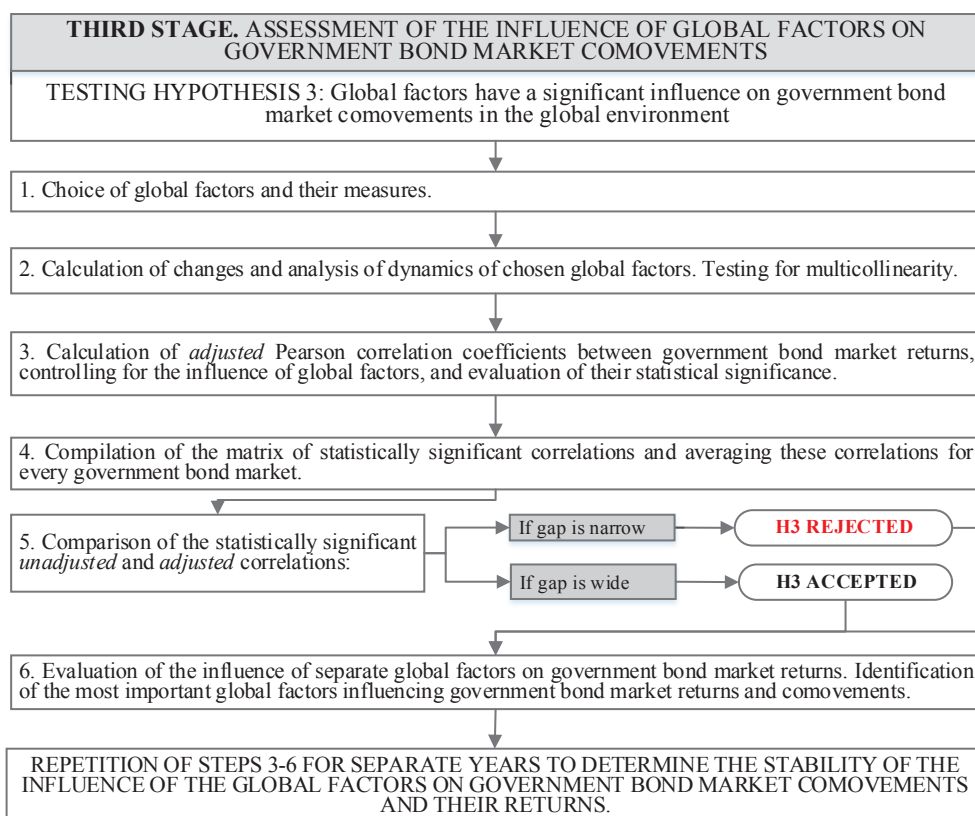 THIRD STAGE. ASSESSMENT OF THE INFLUENCE OF GLOBAL FACTORS ON
GOVERNMENT BOND MARKET COMOVEMENTS
TESTING HYPOTHESIS 3: Global factors have a significant influence on government bond
market comovements in the global environment
1. Choice of global factors and their measures.
2. Calculation of changes and analysis of dynamics of chosen global factors. Testing for multicollinearity.
3. Calculation of adjusted Pearson correlation coefficients between government bond market returns,
controlling for the influence of global factors, and evaluation of their statistical significance.
4. Compilation of the matrix of statistically significant correlations and averaging these correlations for
every government bond market.
5. Comparison of the statistically significant
unadjusted and adjusted correlations:
If gap is narrow
H3 REJECTED
If gap is wide
H3 ACCEPTED
6. Evaluation of the influence of separate global factors on government bond market returns. Identification
of the most important global factors influencing government bond market returns and comovements.
REPETITION OF STEPS 3-6 FOR SEPARATE YEARS TO DETERMINE THE STABILITY OF THE
INFLUENCE OF THE GLOBAL FACTORS ON GOVERNMENT BOND MARKET COMOVEMENTS
AND THEIR RETURNS.